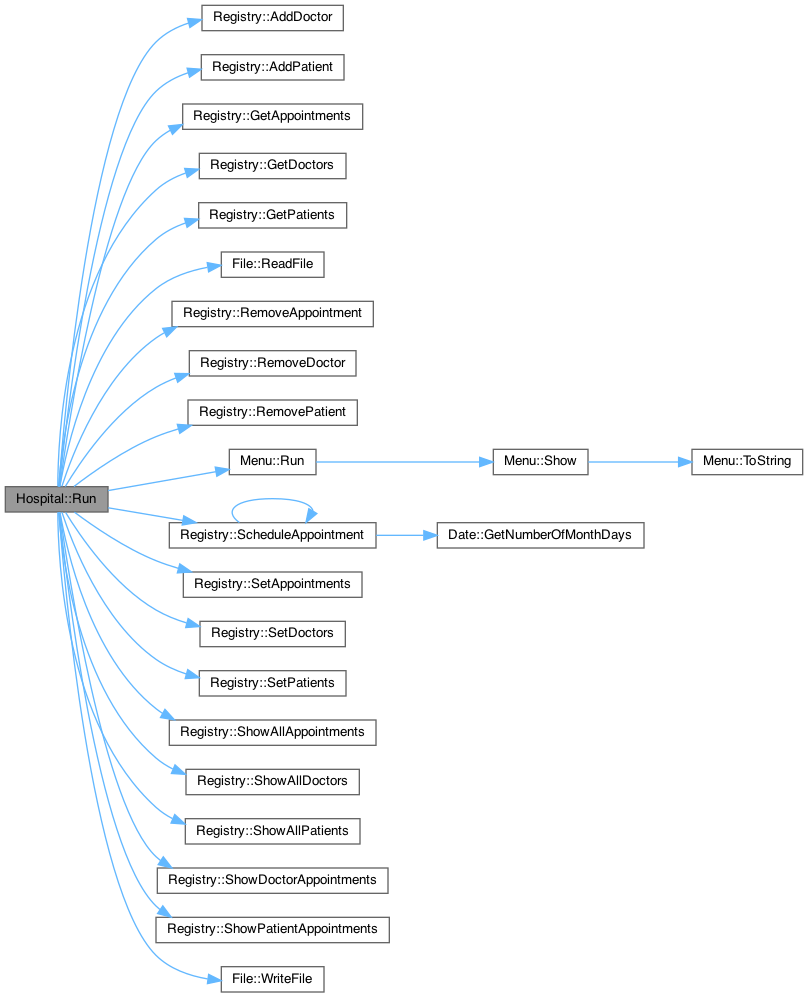 Registry::AddDoctor
Registry::AddPatient
Registry::GetAppointments
Registry::GetDoctors
Registry::GetPatients
File::ReadFile
Registry::RemoveAppointment
Registry::RemoveDoctor
Registry::RemovePatient
Menu::Run
Menu::Show
Menu::ToString
Hospital::Run
Registry::ScheduleAppointment
Date::GetNumberOfMonthDays
Registry::SetAppointments
Registry::SetDoctors
Registry::SetPatients
Registry::ShowAllAppointments
Registry::ShowAllDoctors
Registry::ShowAllPatients
Registry::ShowDoctorAppointments
Registry::ShowPatientAppointments
File::WriteFile